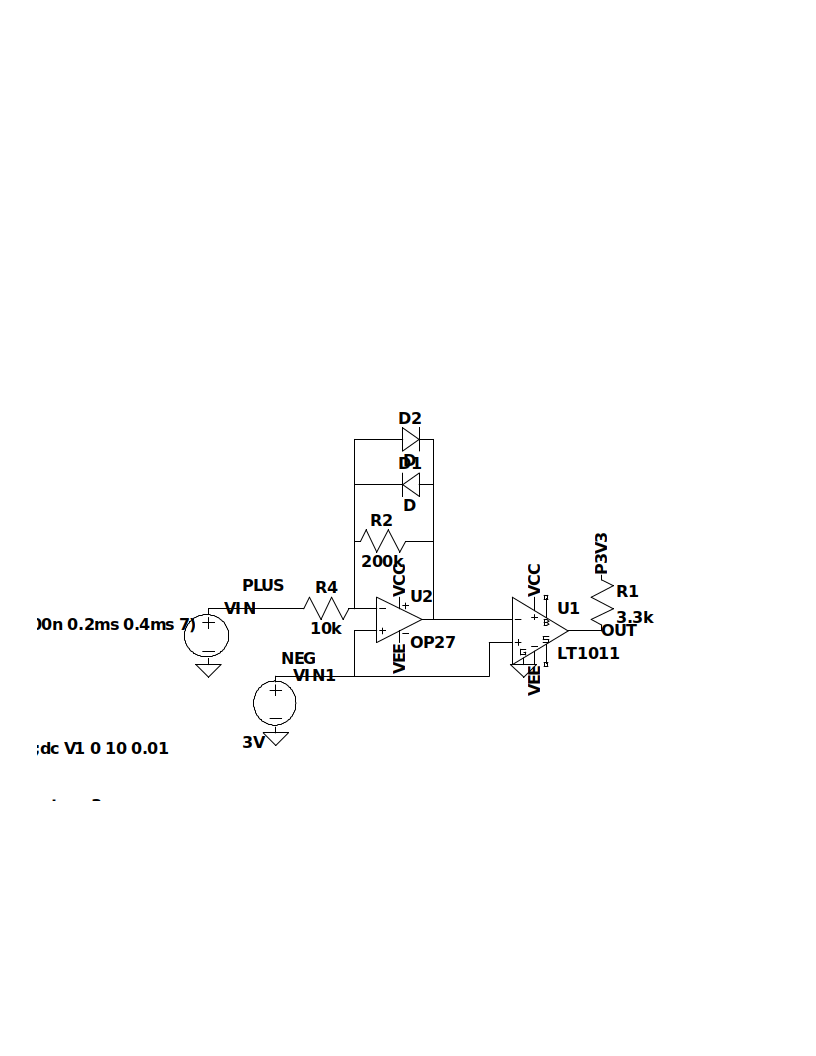 D2
D
D1
D
R2
200k
VCC
U2
OP27
VEE
PLUS
VIN
R4
10k
00n 0.2ms 0.4ms 7)
NEG
VIN1
3V
VCC
U1
LT1011
VEE
B
G
P3V3
R1
3.3k
OUT
;dc V1 0 10 0.01